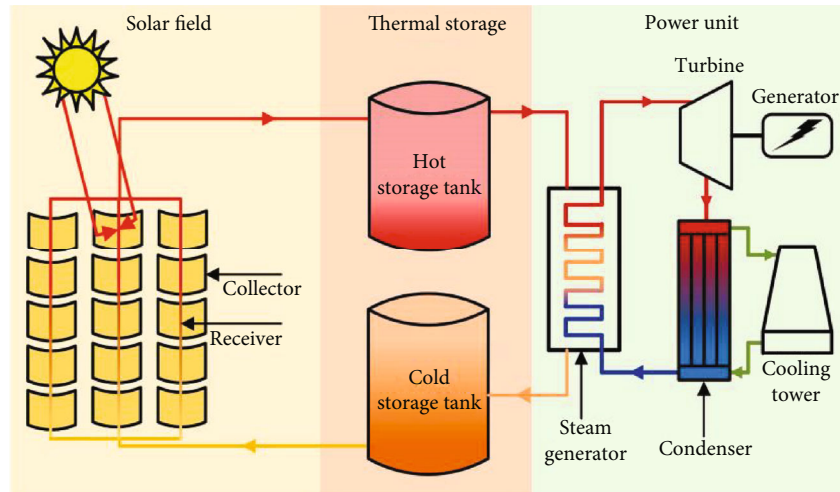 Solar field
Thermal storage
Power unit
Turbine
Generator
Hot
storage tank
Collector
Receiver
Cold
storage tank
Steam
generator
Condenser
Cooling
tower